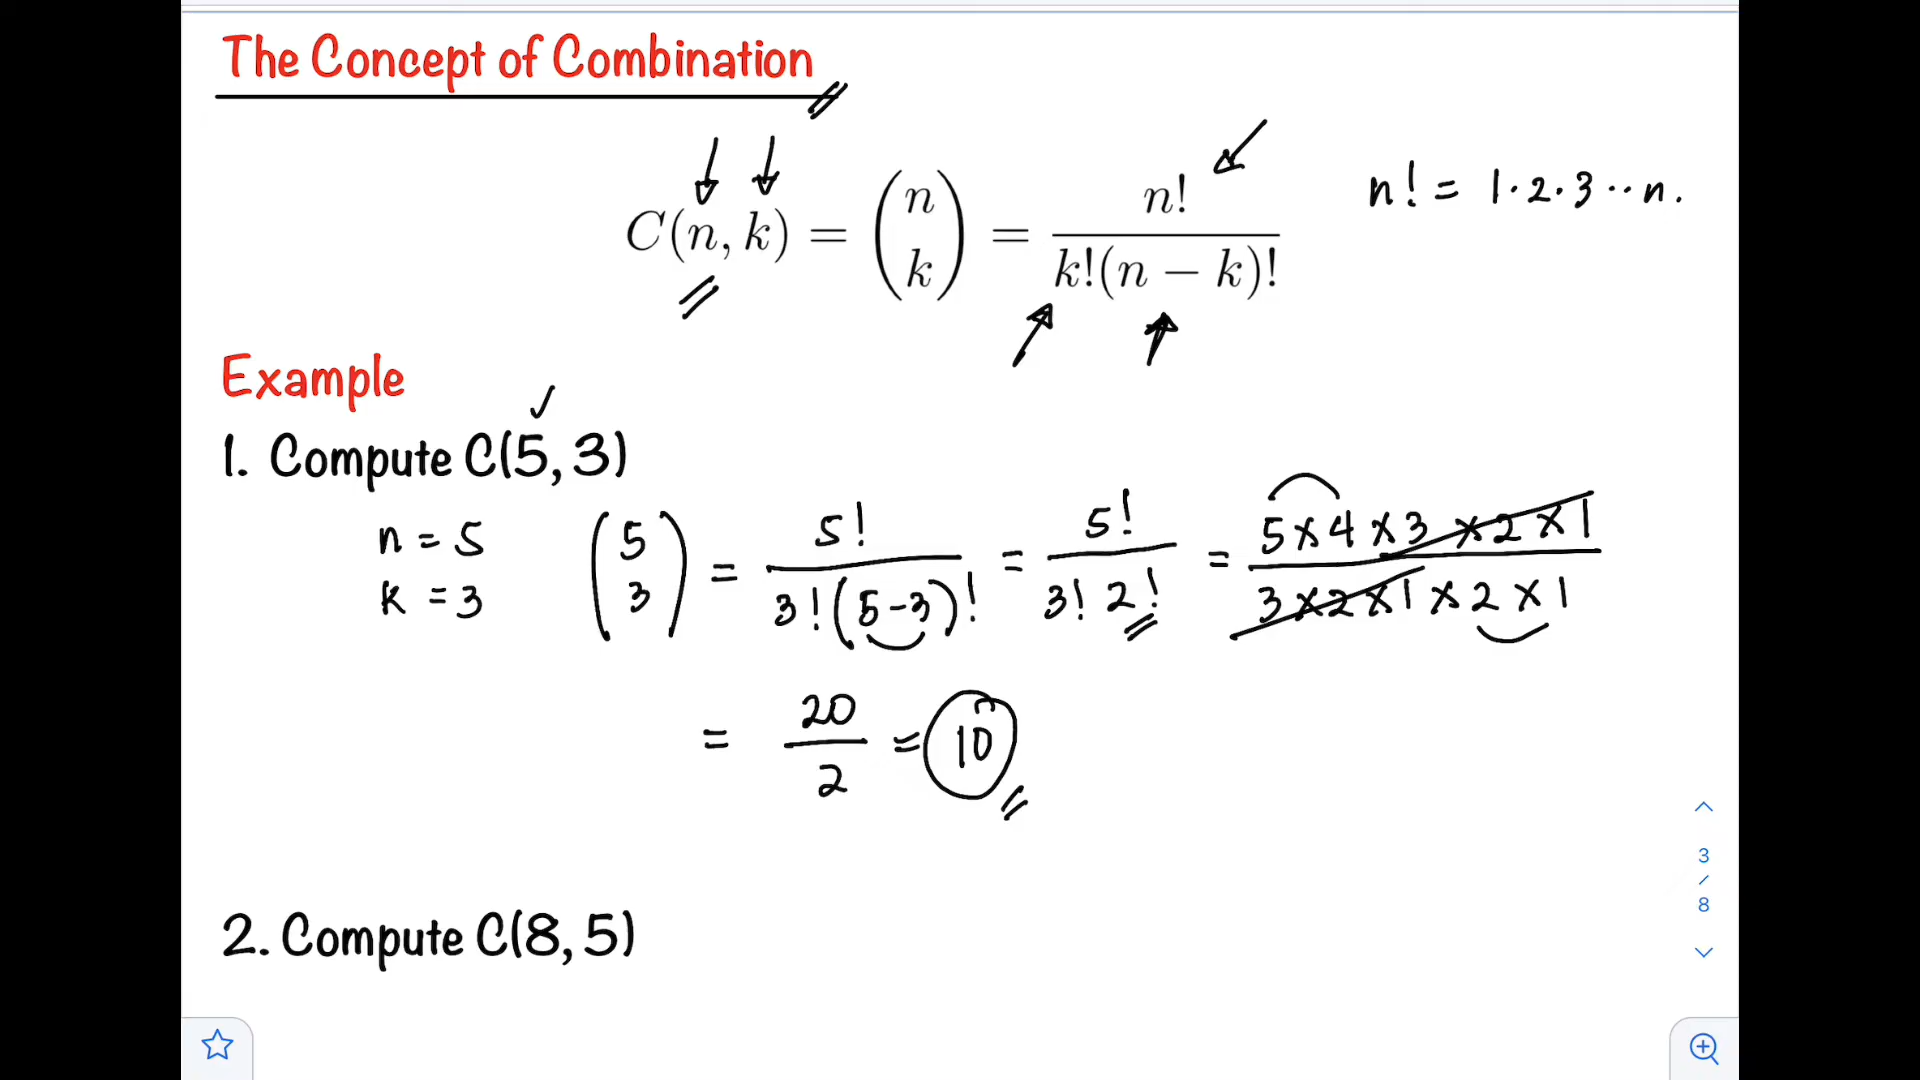 The Concept of Combination
C(n, k) = (n k) = n! / k!(n − k)!
n! = 1·2·3··n.
Example
1. Compute C(5, 3)
n = 5
k = 3
(5 3) = 5! / 3!(5-3)! = 5! / 3! 2! = 5×4×3×2×1 / 3×2×1×2×1
= 20 / 2 = 10
2. Compute C(8, 5)
3
/
8